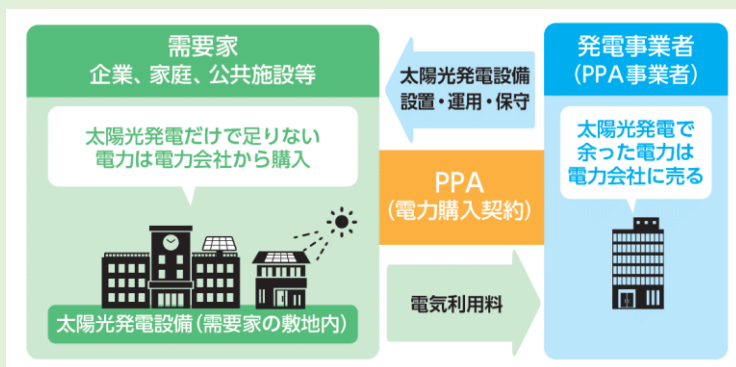 需要家
企業、家庭、公共施設等
太陽光発電だけで足りない
電力は電力会社から購入
太陽光発電設備(需要家の敷地内)
太陽光発電設備
設置・運用・保守
PPA
(電力購入契約)
電気利用料
発電事業者
(PPA事業者)
太陽光発電で
余った電力は
電力会社に売る